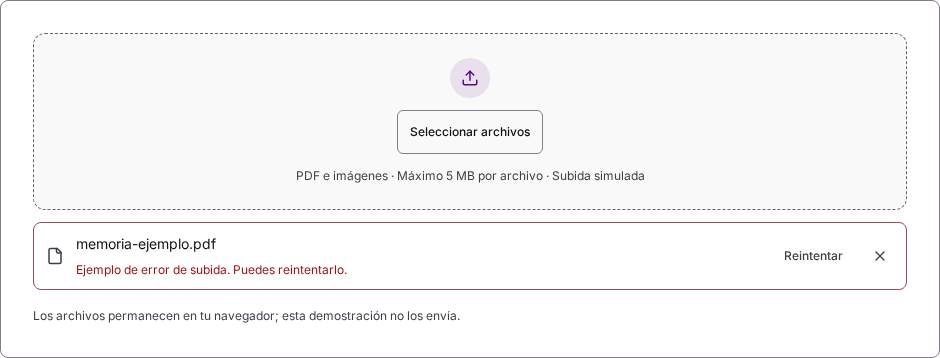 Seleccionar archivos
PDF e imágenes · Máximo 5 MB por archivo · Subida simulada
memoria-ejemplo.pdf
Ejemplo de error de subida. Puedes reintentarlo.
Reintentar
Los archivos permanecen en tu navegador; esta demostración no los envía.